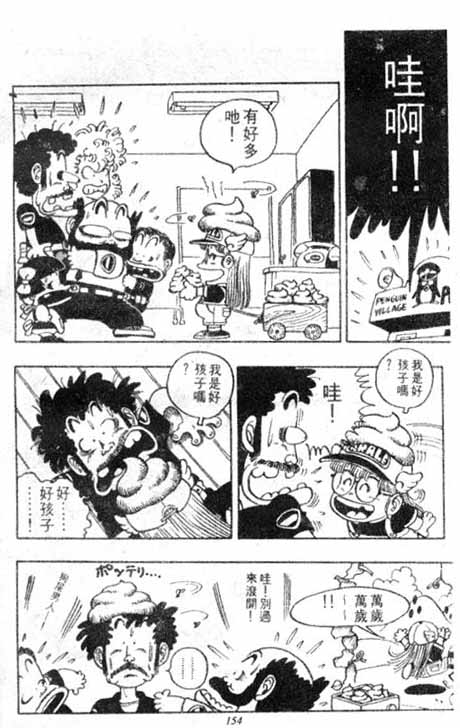 哇啊!!
PENGUIN
VILLAGE
有好多
吔!
我是好
孩子嗎
?
哇!
我是好
孩子嗎
?
好……
好孩子
……!
萬歲
萬歲
!!
哇!別過
來滾開!
…………
ポンテリ...
154